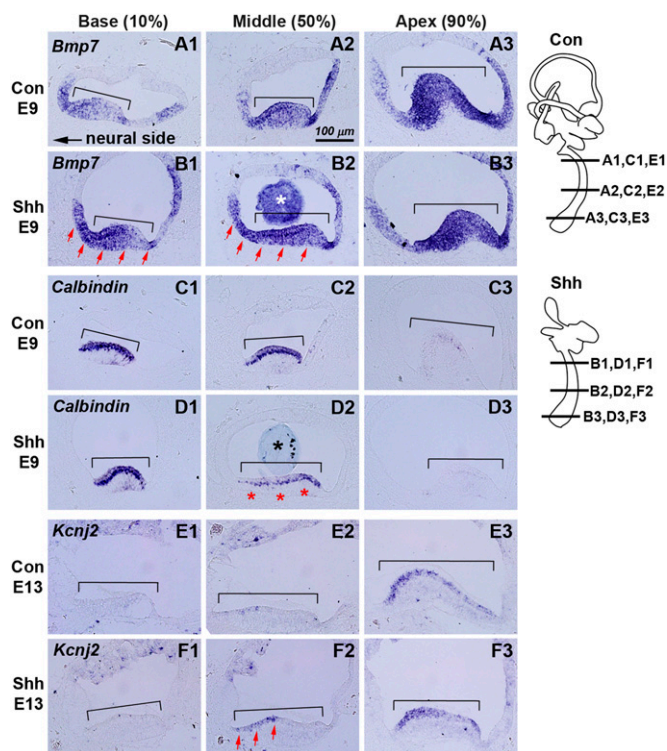 Base (10%) Middle (50%) Apex (90%)
Bmp7 A1 A2 A3
Con
E9
neural side
100 µm
Con
A1,C1,E1
A2,C2,E2
A3,C3,E3
Bmp7 B1 B2 B3
Shh
E9
*
Calbindin C1 C2 C3
Con
E9
Shh
B1,D1,F1
B2,D2,F2
B3,D3,F3
Calbindin D1 D2 D3
Shh
E9
*
* * *
Kcnj2 E1 E2 E3
Con
E13
Kcnj2 F1 F2 F3
Shh
E13